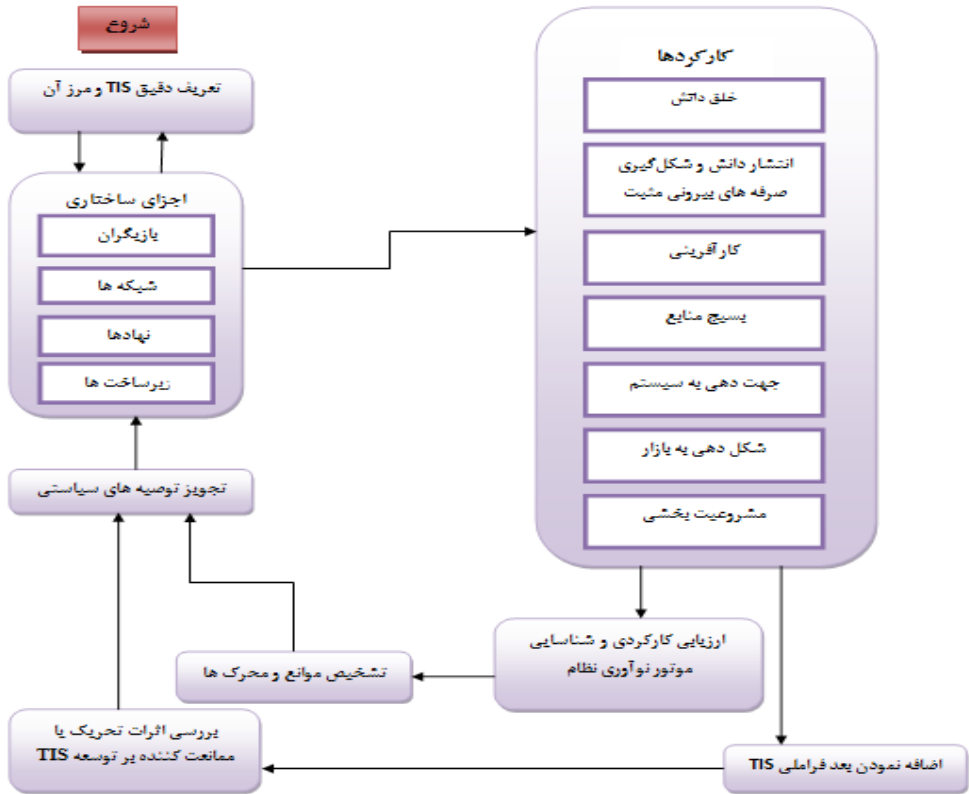 شروع
تعریف دقیق TIS و مرز آن
اجزای ساختاری
بازیگران
شبکه ها
نهادها
زیرساخت ها
تجویز توصیه های سیاستی
کارکردها
خلق دانش
انتشار دانش و شکل‌گیری
صرفه های بیرونی مثبت
کارآفرینی
بسیج منابع
جهت دهی به سیستم
شکل دهی به بازار
مشروعیت بخشی
ارزیابی کارکردی و شناسایی
موتور نوآوری نظام
تشخیص موانع و محرک ها
بررسی اثرات تحریک یا
ممانعت کننده بر توسعه TIS
اضافه نمودن بعد فراملی TIS